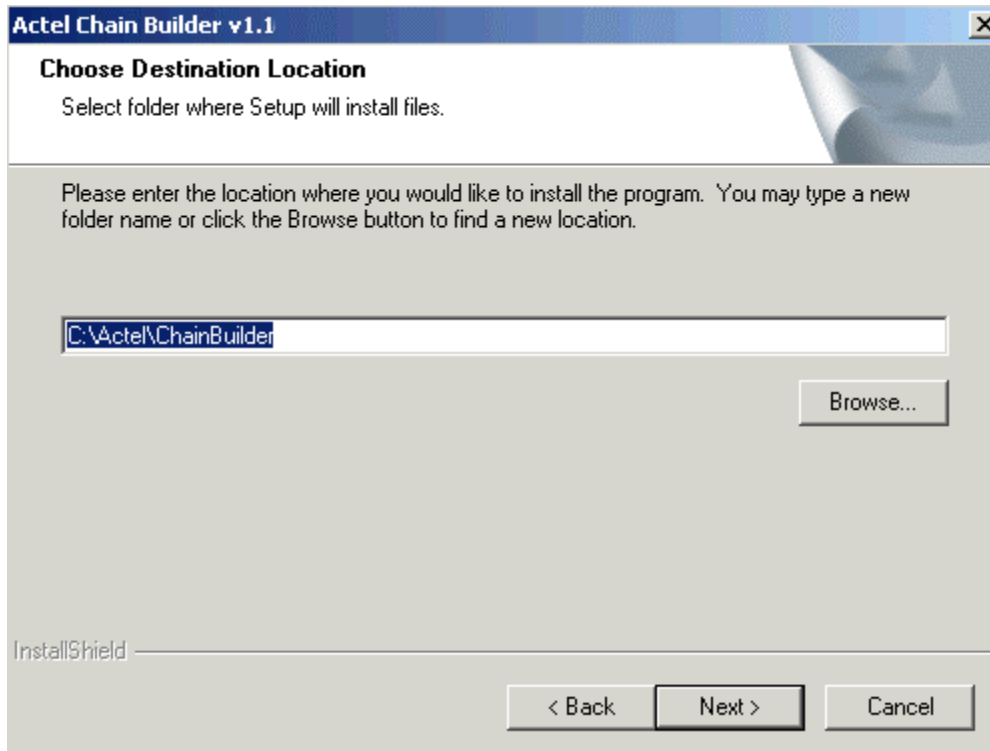 Actel Chain Builder v1.1
Choose Destination Location
Select folder where Setup will install files.
Please enter the location where you would like to install the program. You may type a new
folder name or click the Browse button to find a new location.
C:\Actel\ChainBuilder
Browse...
InstallShield
< Back
Next >
Cancel